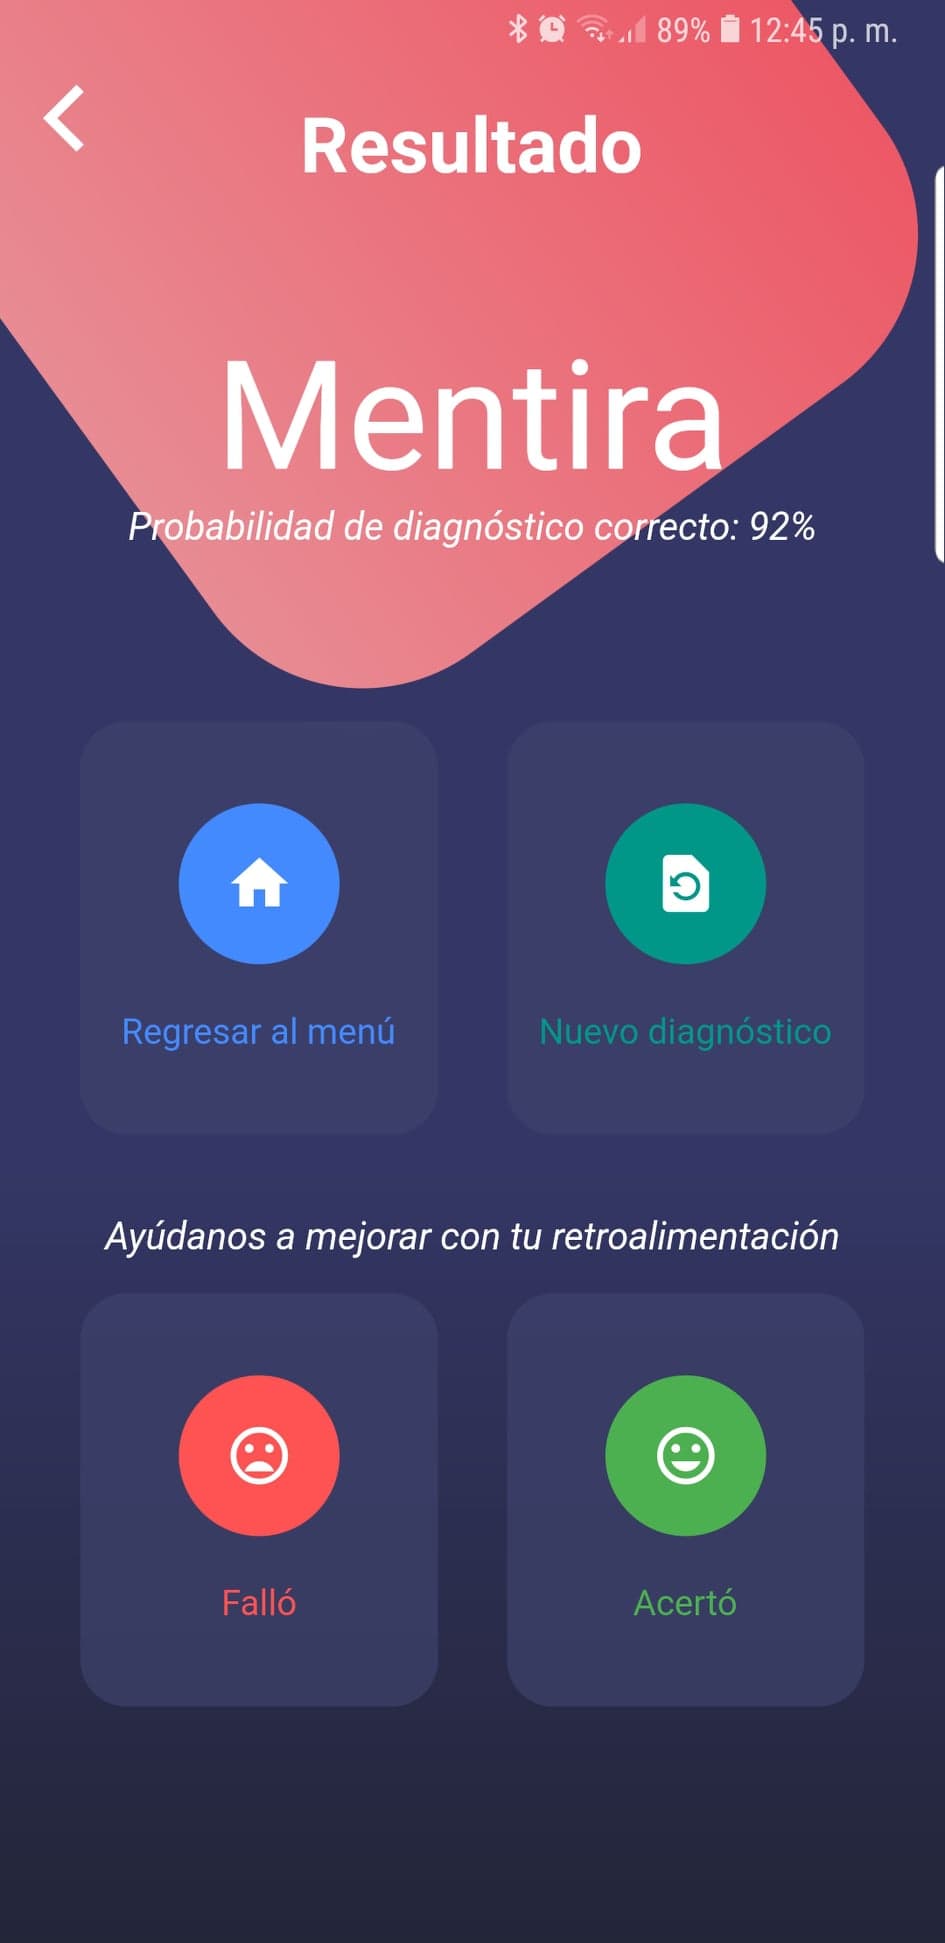 89% 12:45 p. m.
Resultado
Mentira
Probabilidad de diagnóstico correcto: 92%
Regresar al menú
Nuevo diagnóstico
Ayúdanos a mejorar con tu retroalimentación
Falló
Acertó